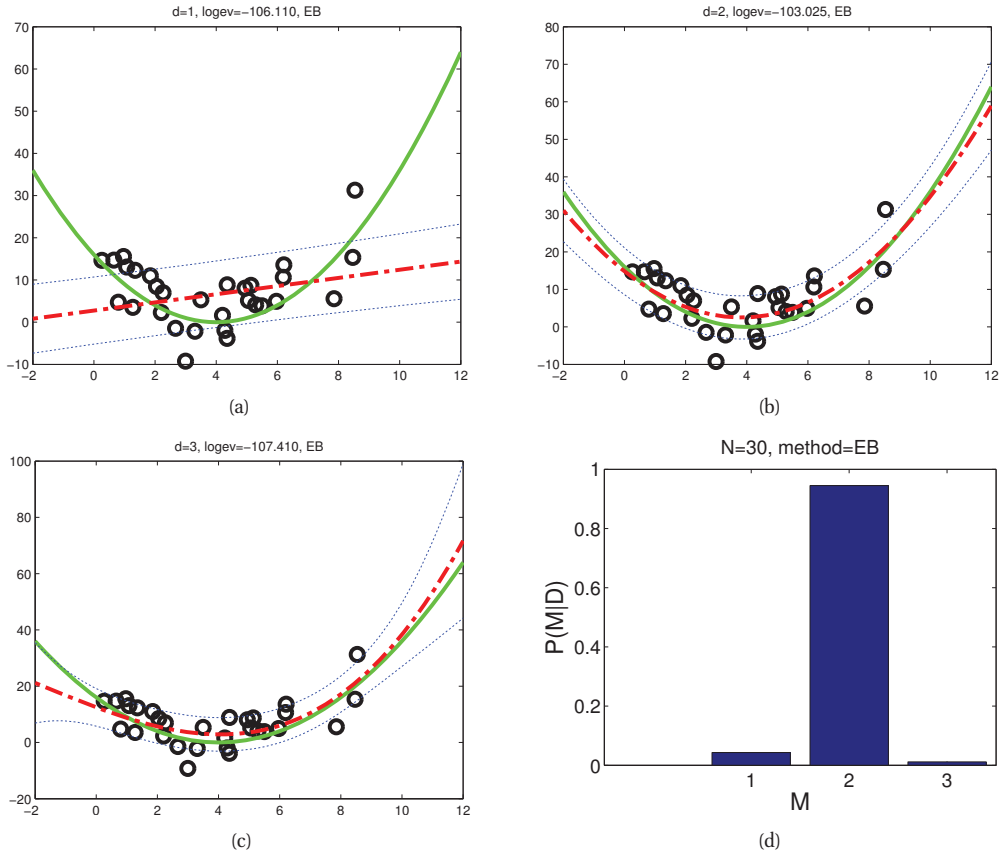 d=1, logev=−106.110, EB
70
60
50
40
30
20
10
0
−10
−2 0 2 4 6 8 10 12
(a)
d=2, logev=−103.025, EB
80
70
60
50
40
30
20
10
0
−10
−2 0 2 4 6 8 10 12
(b)
d=3, logev=−107.410, EB
100
80
60
40
20
0
−20
−2 0 2 4 6 8 10 12
(c)
N=30, method=EB
1
0.8
0.6
0.4
0.2
0
P(M|D)
1 2 3
M
(d)